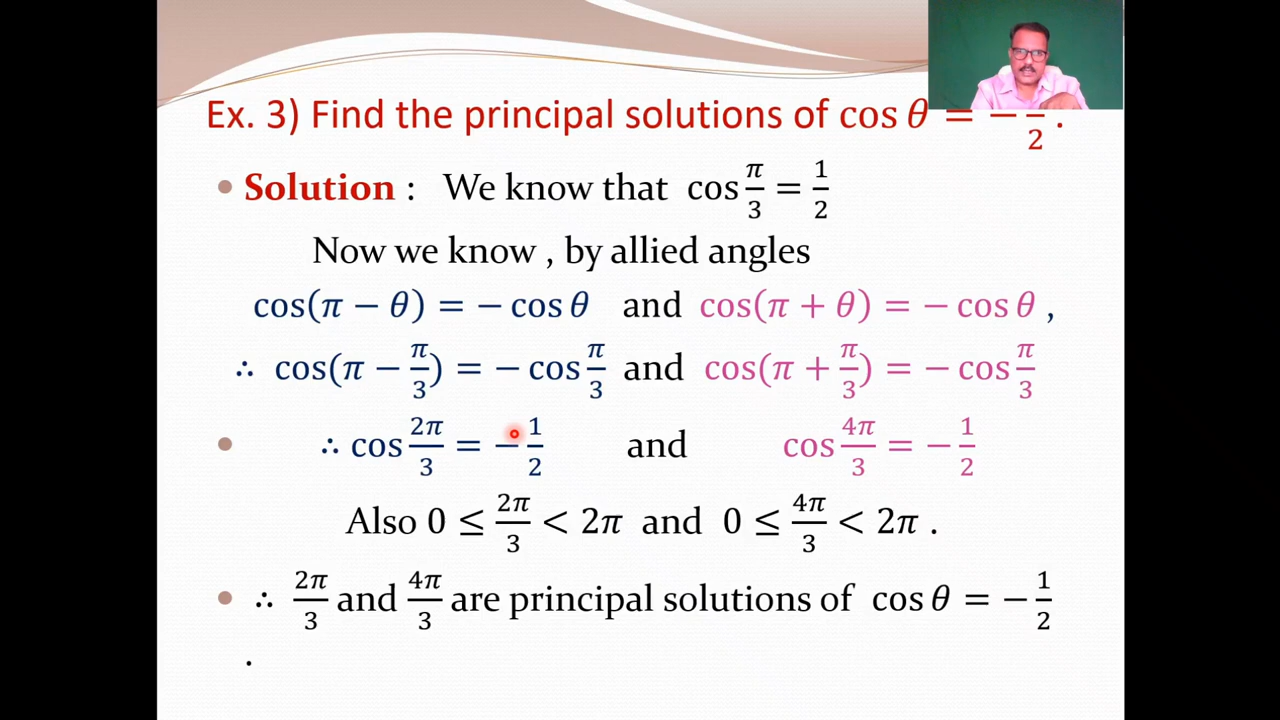 Ex. 3) Find the principal solutions of cos θ = −/2 .
• Solution : We know that cos π/3 = 1/2
Now we know , by allied angles
cos(π − θ) = − cos θ and cos(π + θ) = − cos θ ,
∴ cos(π − π/3) = − cos π/3 and cos(π + π/3) = − cos π/3
• ∴ cos 2π/3 = − 1/2 and cos 4π/3 = − 1/2
Also 0 ≤ 2π/3 < 2π and 0 ≤ 4π/3 < 2π .
• ∴ 2π/3 and 4π/3 are principal solutions of cos θ = − 1/2
.